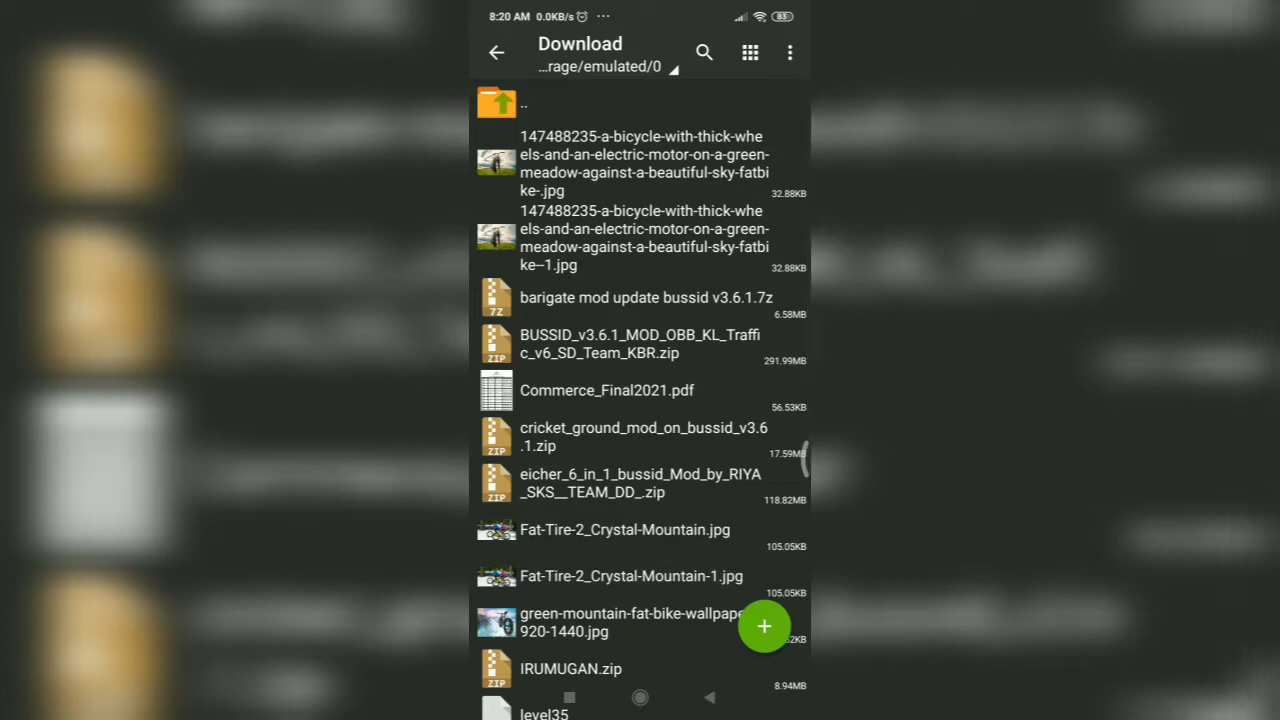 8:20 AM 0.0KB/s ... 83
Download
...rage/emulated/0
..
147488235-a-bicycle-with-thick-whe
els-and-an-electric-motor-on-a-green-
meadow-against-a-beautiful-sky-fatbi
ke-.jpg
32.88KB
147488235-a-bicycle-with-thick-whe
els-and-an-electric-motor-on-a-green-
meadow-against-a-beautiful-sky-fatbi
ke--1.jpg
32.88KB
7Z
barigate mod update bussid v3.6.1.7z
6.58MB
BUSSID_v3.6.1_MOD_OBB_KL_Traffi
ZIP
c_v6_SD_Team_KBR.zip
291.99MB
Commerce_Final2021.pdf
56.53KB
cricket_ground_mod_on_bussid_v3.6
ZIP
.1.zip
17.59MB
eicher_6_in_1_bussid_Mod_by_RIYA
ZIP
_SKS__TEAM_DD_.zip
118.82MB
Fat-Tire-2_Crystal-Mountain.jpg
105.05KB
Fat-Tire-2_Crystal-Mountain-1.jpg
105.05KB
green-mountain-fat-bike-wallpape
920-1440.jpg
2KB
IRUMUGAN.zip
ZIP
8.94MB
level35